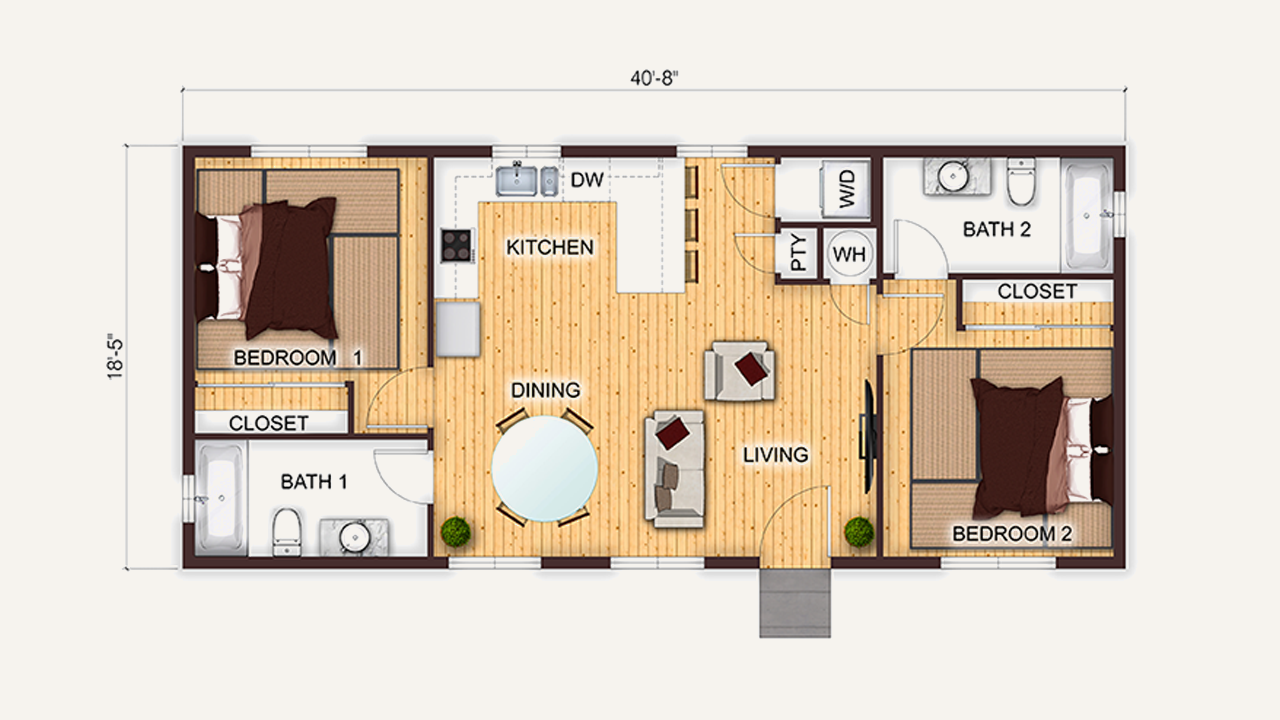 40'-8"
18'-5"
DW
W/D
KITCHEN
PTY
WH
BATH 2
CLOSET
BEDROOM 1
CLOSET
DINING
LIVING
BATH 1
BEDROOM 2